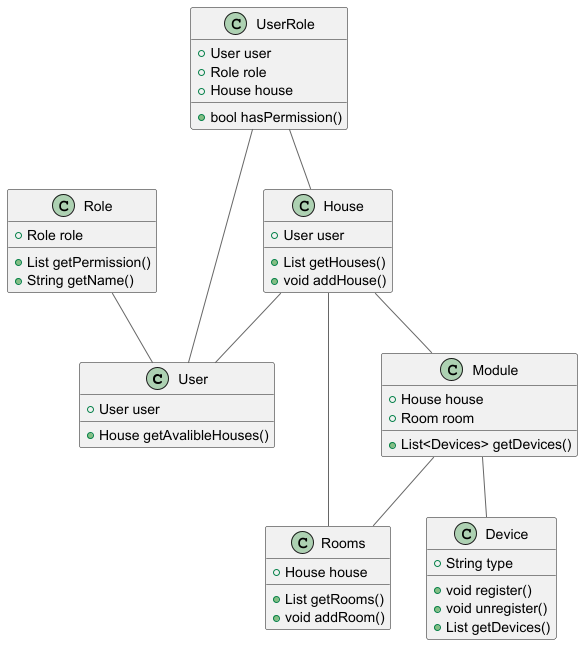 C UserRole
User user
Role role
House house
bool hasPermission()
C Role
Role role
List getPermission()
String getName()
C House
User user
List getHouses()
void addHouse()
C User
User user
House getAvalibleHouses()
C Module
House house
Room room
List<Devices> getDevices()
C Rooms
House house
List getRooms()
void addRoom()
C Device
String type
void register()
void unregister()
List getDevices()